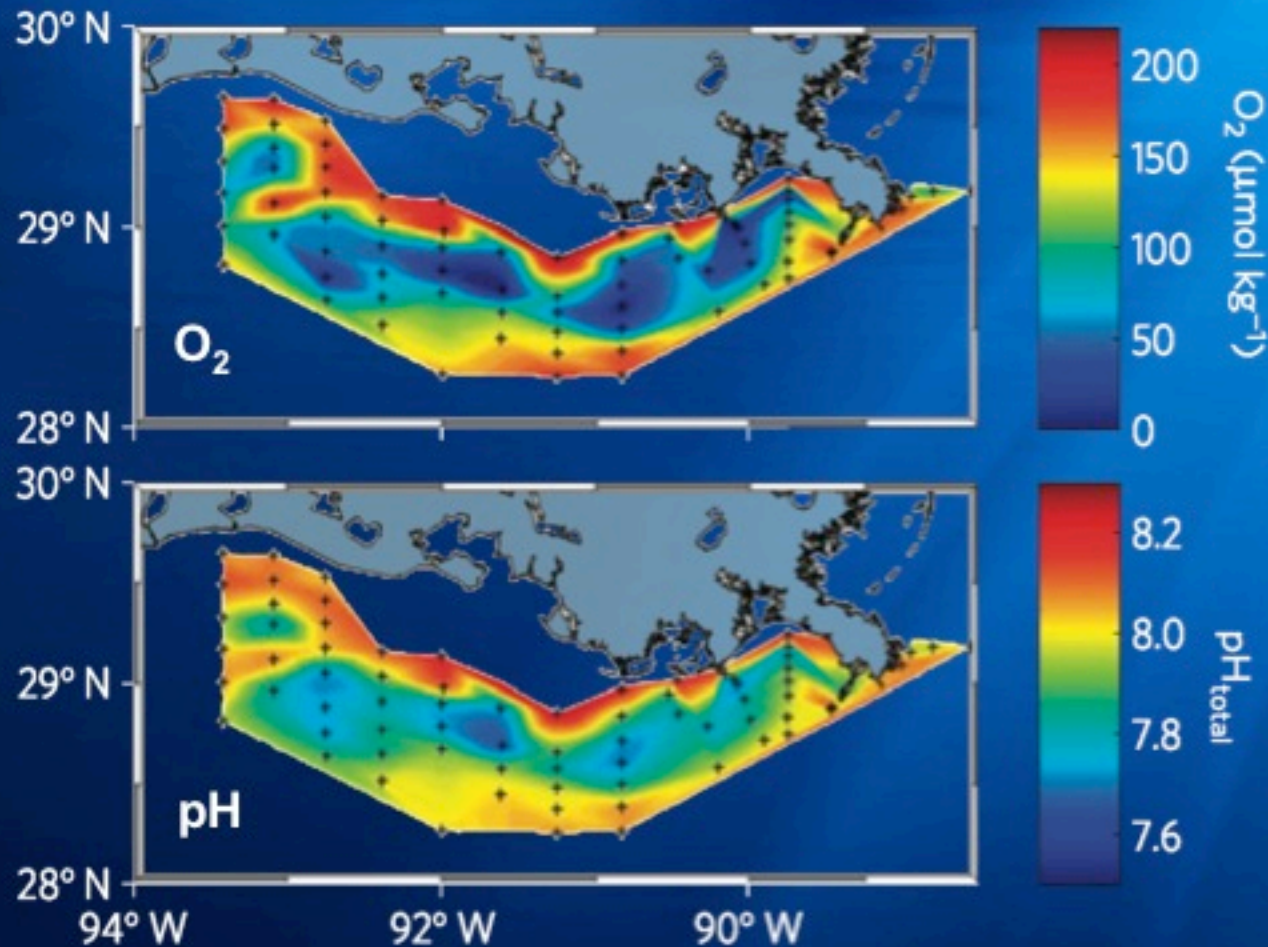 30° N
29° N
28° N
O₂
200
150
100
50
0
O₂ (μmol kg⁻¹)
30° N
29° N
28° N
pH
94° W
92° W
90° W
8.2
8.0
7.8
7.6
pHtotal